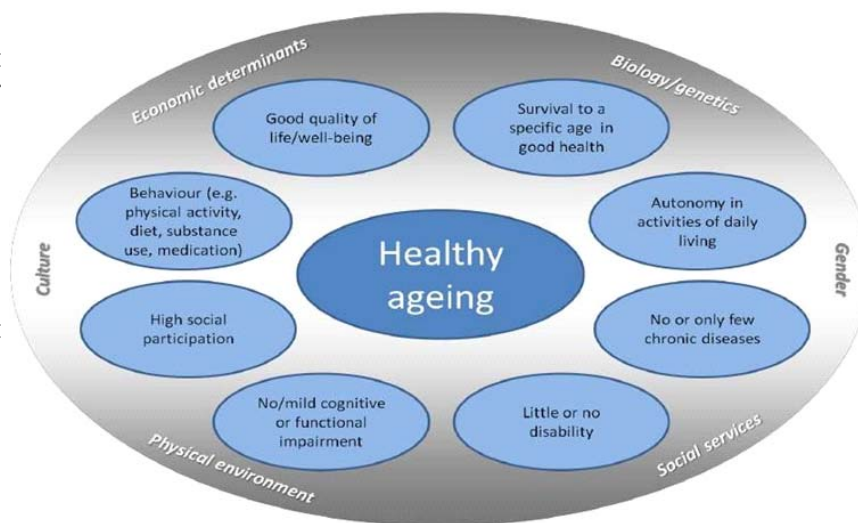 Economic determinants
Biology/genetics
Good quality of
life/well-being
Survival to a
specific age in
good health
Behaviour (e.g.
physical activity,
diet, substance
use, medication)
Autonomy in
activities of daily
living
Culture
Healthy
ageing
Gender
High social
participation
No or only few
chronic diseases
No/mild cognitive
or functional
impairment
Little or no
disability
Physical environment
Social services